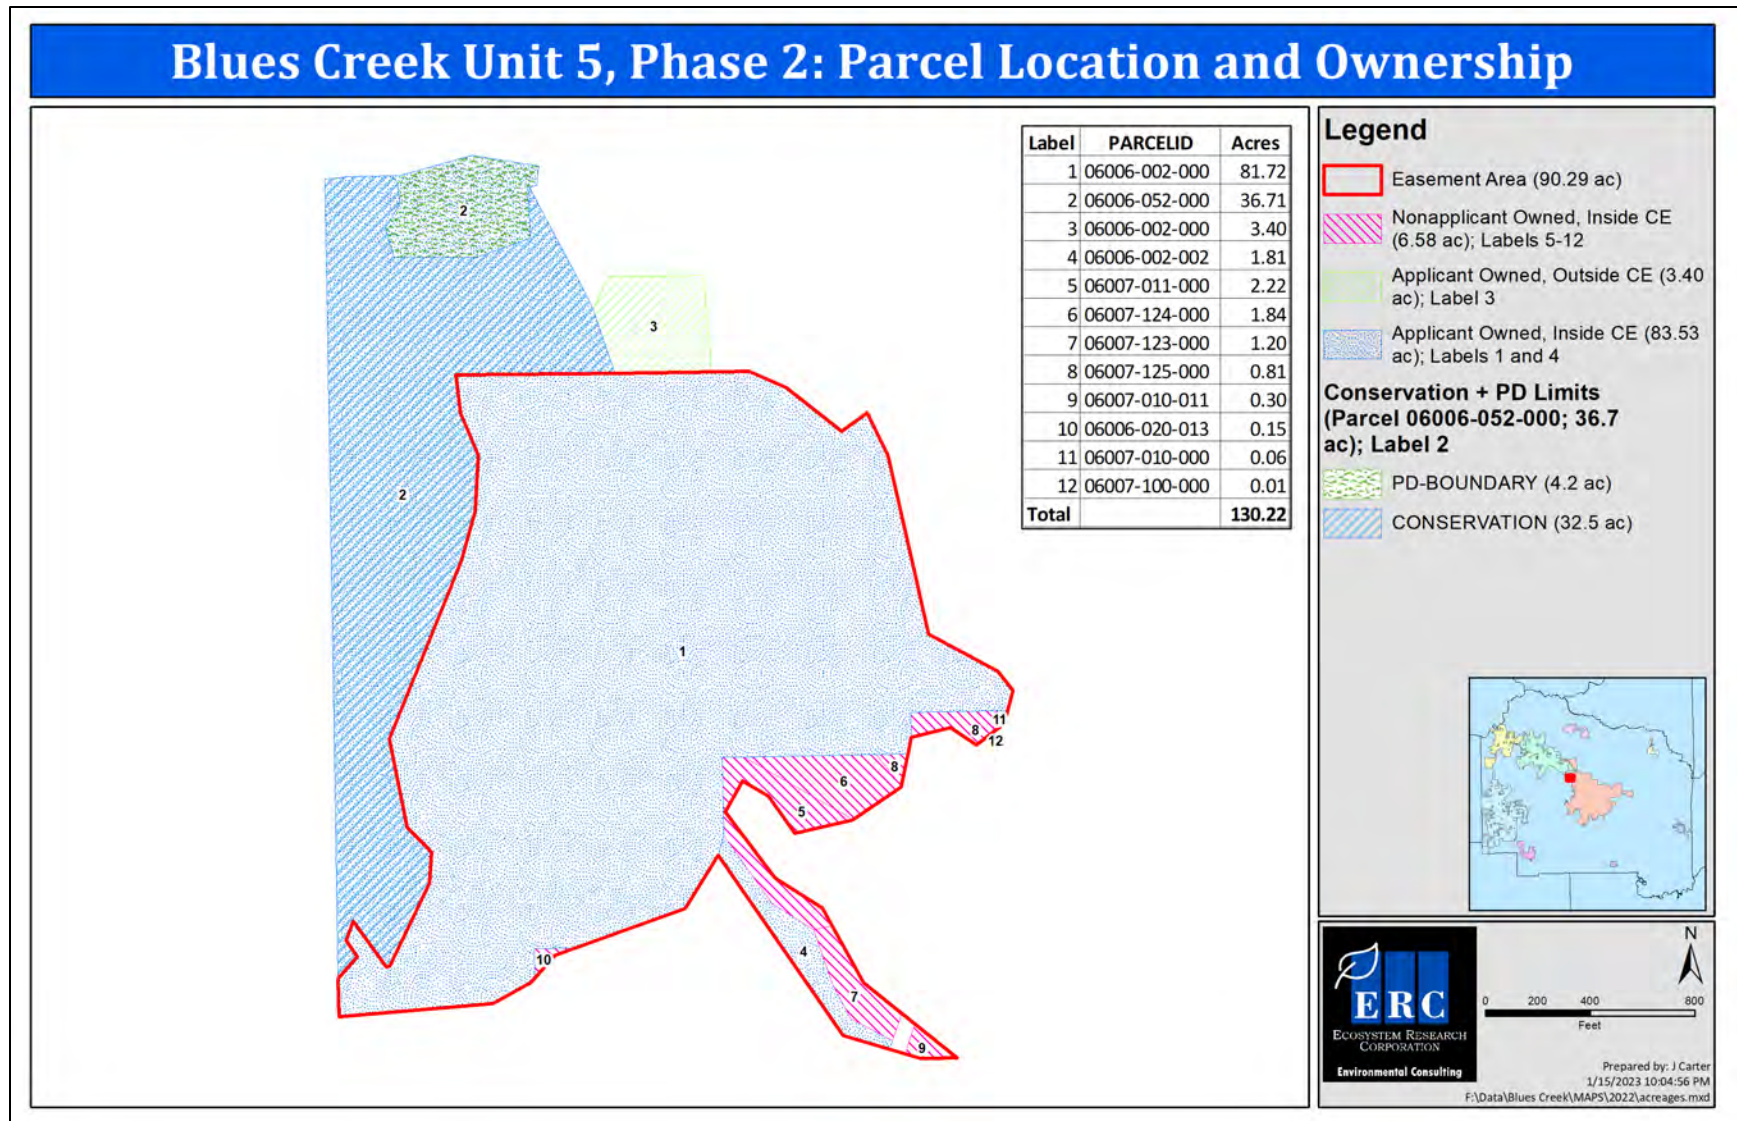 Blues Creek Unit 5, Phase 2: Parcel Location and Ownership
Label PARCELID Acres
1 06006-002-000 81.72
2 06006-052-000 36.71
3 06006-002-000 3.40
4 06006-002-002 1.81
5 06007-011-000 2.22
6 06007-124-000 1.84
7 06007-123-000 1.20
8 06007-125-000 0.81
9 06007-010-011 0.30
10 06006-020-013 0.15
11 06007-010-000 0.06
12 06007-100-000 0.01
Total 130.22
2
3
2
1
11
8
12
8
6
5
10
4
7
9
Legend
Easement Area (90.29 ac)
Nonapplicant Owned, Inside CE
(6.58 ac); Labels 5-12
Applicant Owned, Outside CE (3.40
ac); Label 3
Applicant Owned, Inside CE (83.53
ac); Labels 1 and 4
Conservation + PD Limits
(Parcel 06006-052-000; 36.7
ac); Label 2
PD-BOUNDARY (4.2 ac)
CONSERVATION (32.5 ac)
ERC
ECOSYSTEM RESEARCH
CORPORATION
Environmental Consulting
N
0 200 400 800
Feet
Prepared by: J Carter
1/15/2023 10:04:56 PM
F:\Data\Blues Creek\MAPS\2022\acreages.mxd